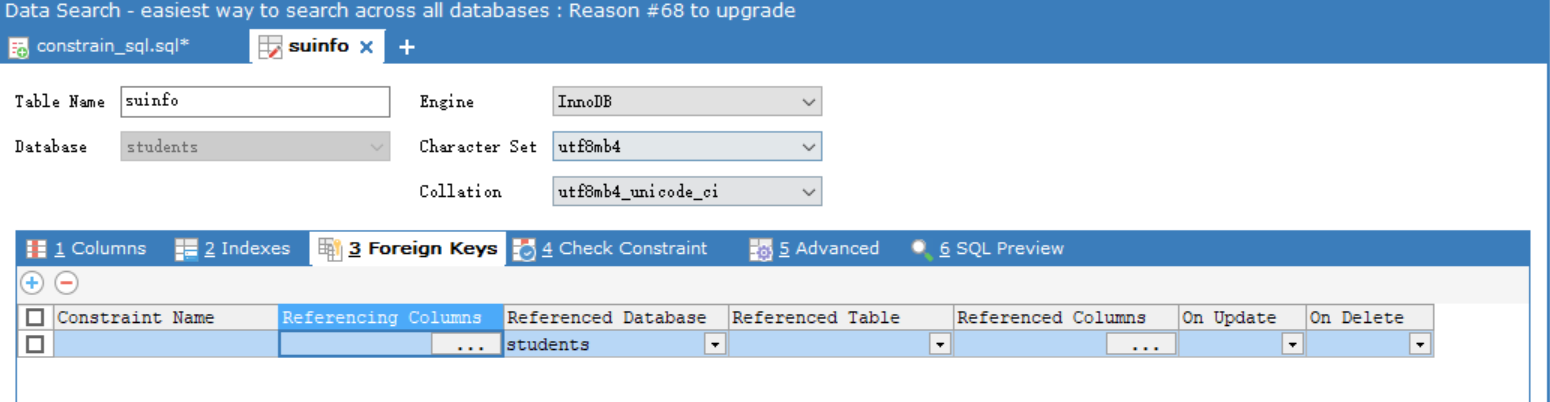 Data Search - easiest way to search across all databases : Reason #68 to upgrade
constrain_sql.sql* suinfo x +
Table Name suinfo Engine InnoDB
Database students Character Set utf8mb4
Collation utf8mb4_unicode_ci
1 Columns 2 Indexes 3 Foreign Keys 4 Check Constraint 5 Advanced 6 SQL Preview
Constraint Name Referencing Columns Referenced Database Referenced Table Referenced Columns On Update On Delete
... students ...